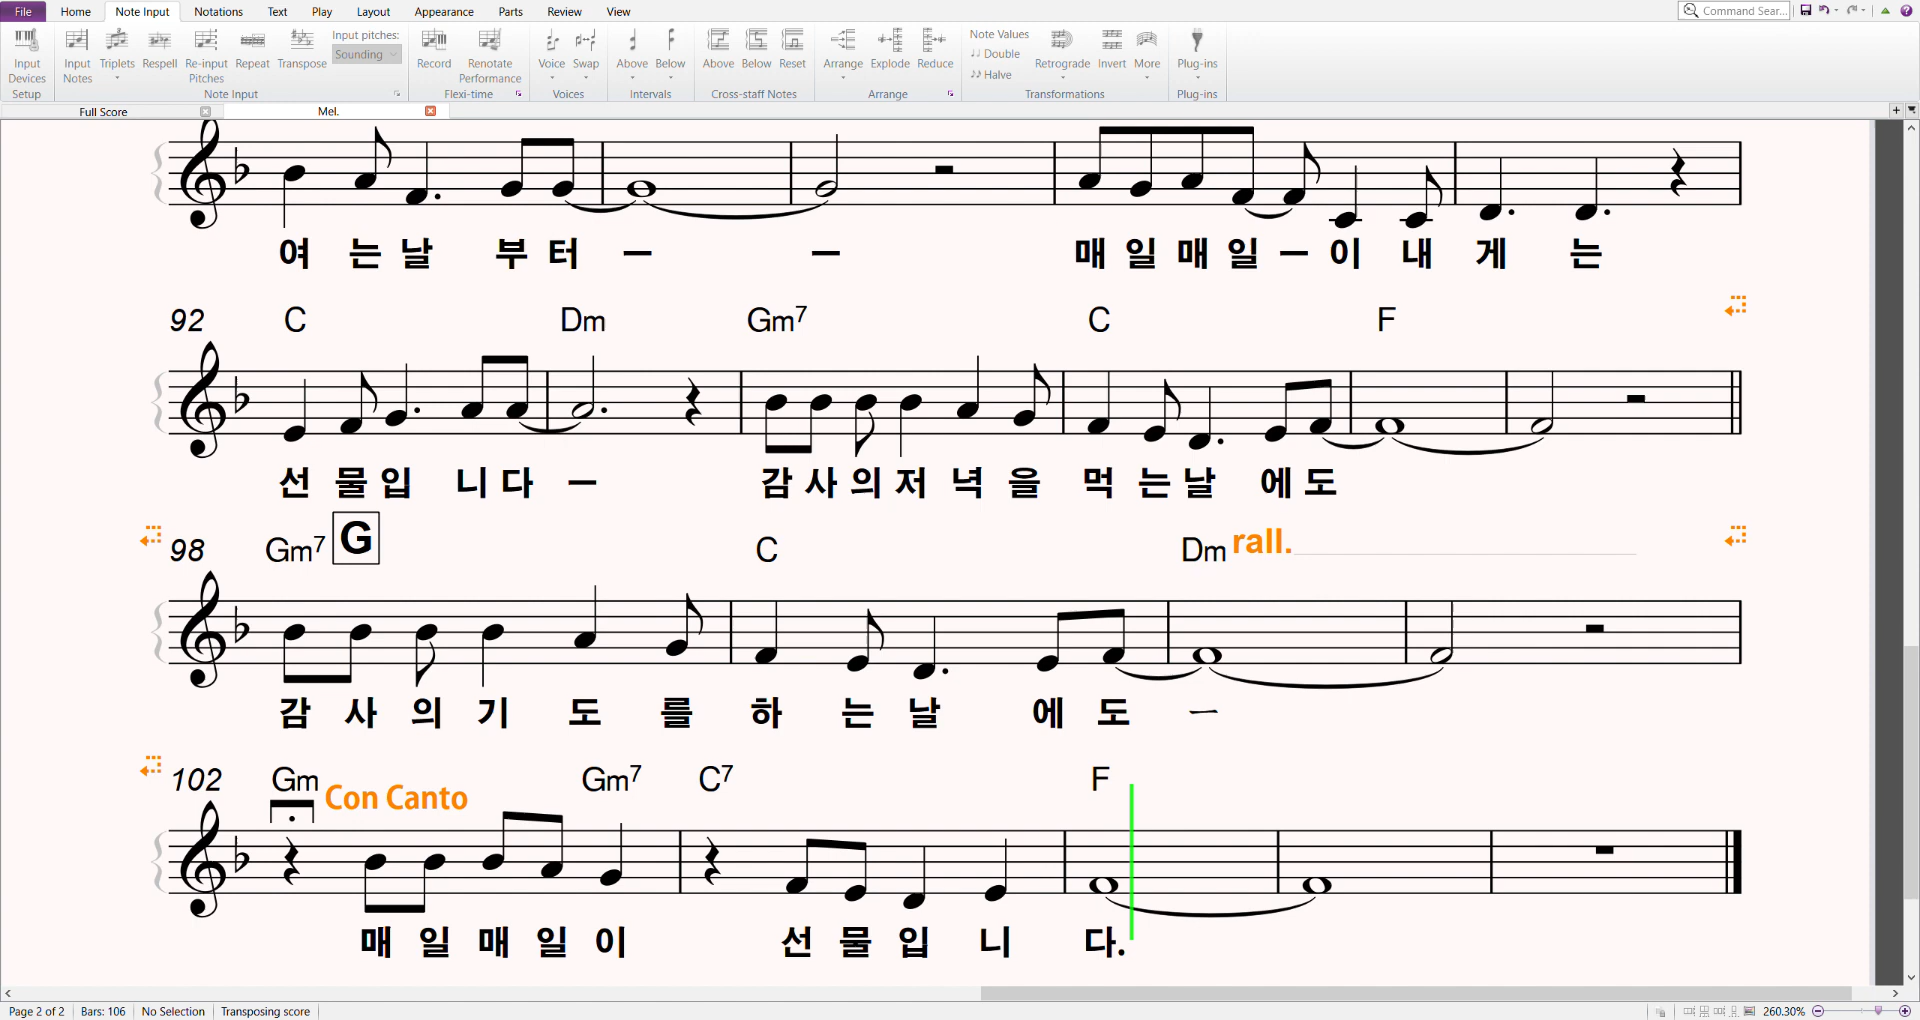 File Home Note Input Notations Text Play Layout Appearance Parts Review View Command Sear...
Input Devices
Input Notes
Triplets
Respell
Re-input Pitches
Repeat
Transpose
Input pitches:
Sounding
Record
Renotate Performance
Voice
Swap
Above
Below
Above
Below
Reset
Arrange
Explode
Reduce
Note Values
Double
Halve
Retrograde
Invert
More
Plug-ins
Setup Note Input Flexi-time Voices Intervals Cross-staff Notes Arrange Transformations Plug-ins
Full Score Mel.
여 는 날 부 터 ㅡ ㅡ 매 일 매 일 ㅡ 이 내 게 는
92 C Dm Gm7 C F
선 물 입 니 다 ㅡ 감 사 의 저 녁 을 먹 는 날 에 도
98 Gm7 G C Dm rall.
감 사 의 기 도 를 하 는 날 에 도 ㅡ
102 Gm Con Canto Gm7 C7 F
매 일 매 일 이 선 물 입 니 다.
Page 2 of 2 Bars: 106 No Selection Transposing score 260.30%